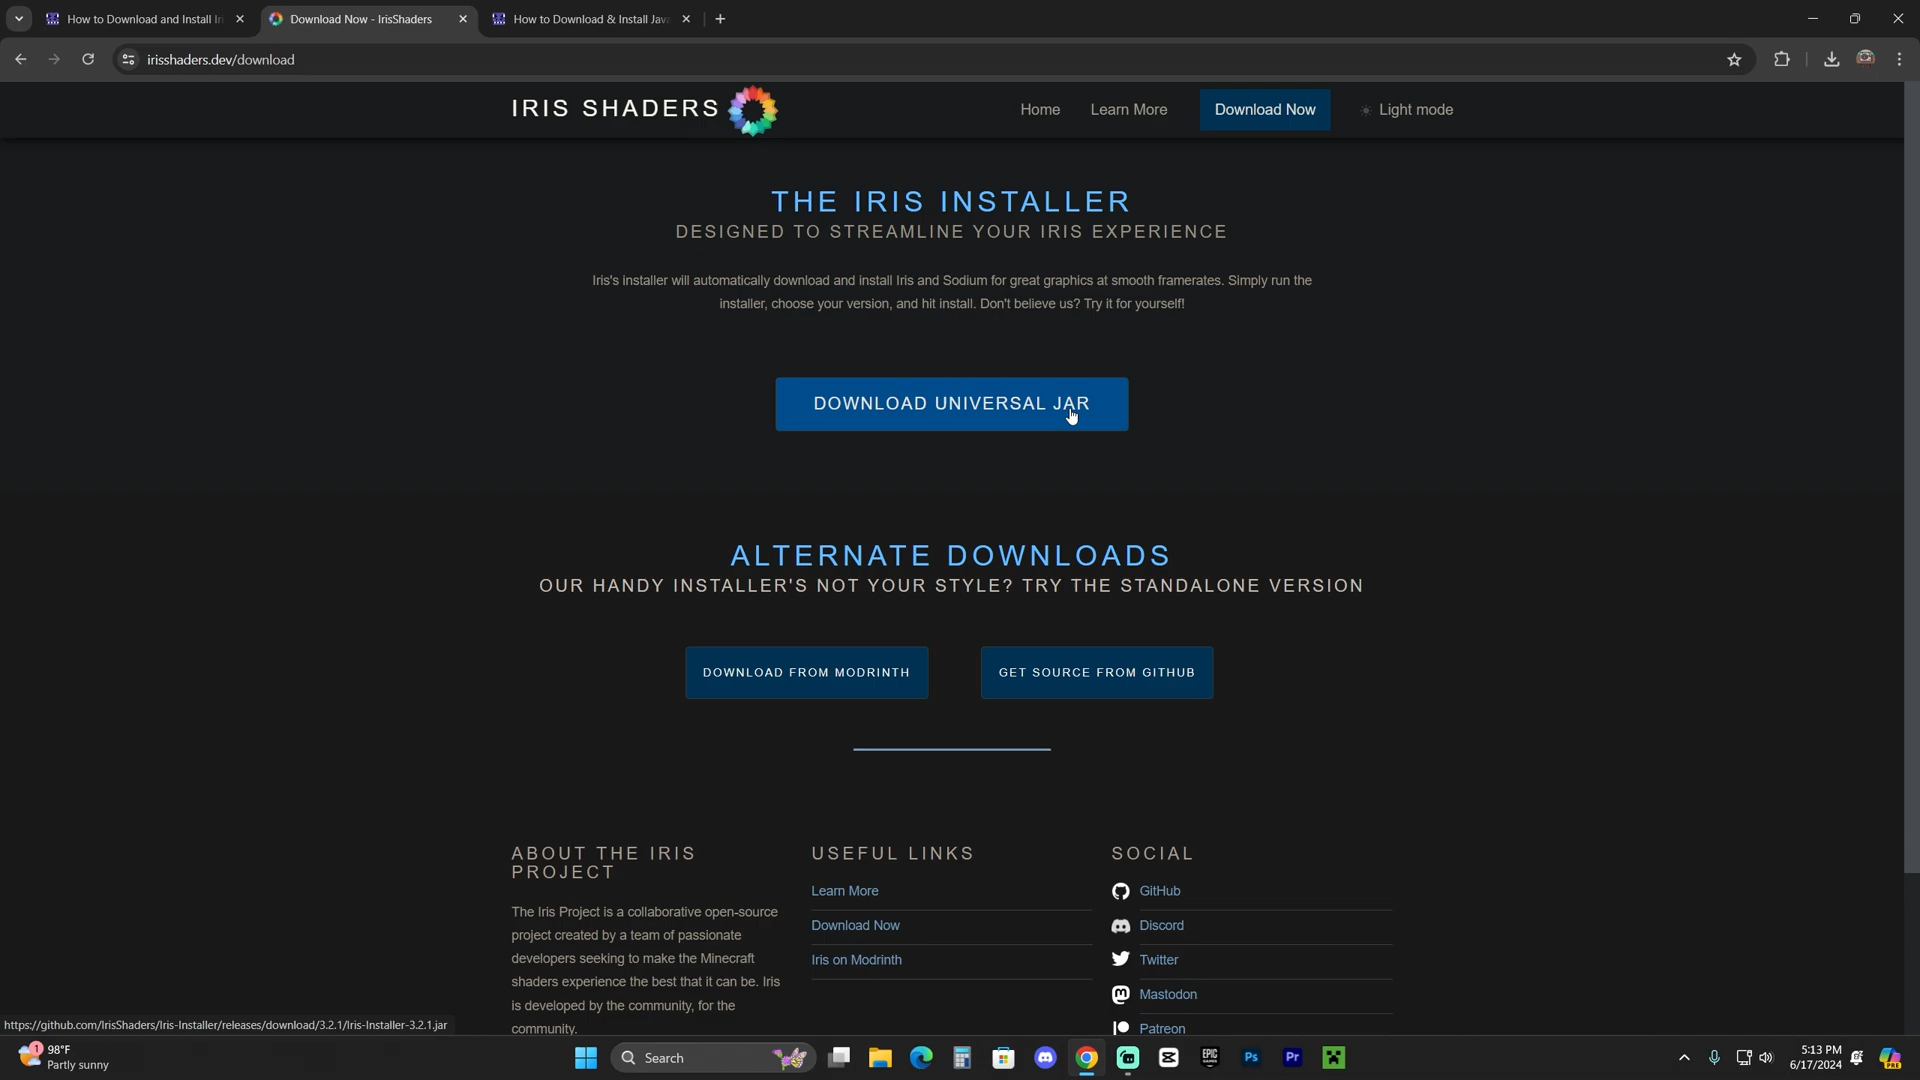 How to Download and Install Iri
Download Now - IrisShaders
How to Download & Install Java
irisshaders.dev/download
IRIS SHADERS
Home
Learn More
Download Now
Light mode
THE IRIS INSTALLER
DESIGNED TO STREAMLINE YOUR IRIS EXPERIENCE
Iris's installer will automatically download and install Iris and Sodium for great graphics at smooth framerates. Simply run the
installer, choose your version, and hit install. Don't believe us? Try it for yourself!
DOWNLOAD UNIVERSAL JAR
ALTERNATE DOWNLOADS
OUR HANDY INSTALLER'S NOT YOUR STYLE? TRY THE STANDALONE VERSION
DOWNLOAD FROM MODRINTH
GET SOURCE FROM GITHUB
ABOUT THE IRIS
PROJECT
The Iris Project is a collaborative open-source
project created by a team of passionate
developers seeking to make the Minecraft
shaders experience the best that it can be. Iris
is developed by the community, for the
community.
USEFUL LINKS
Learn More
Download Now
Iris on Modrinth
SOCIAL
GitHub
Discord
Twitter
Mastodon
Patreon
https://github.com/IrisShaders/Iris-Installer/releases/download/3.2.1/Iris-Installer-3.2.1.jar
1
98°F
Partly sunny
Search
EPIC
GAMES
Ps
Pr
5:13 PM
6/17/2024
PRE